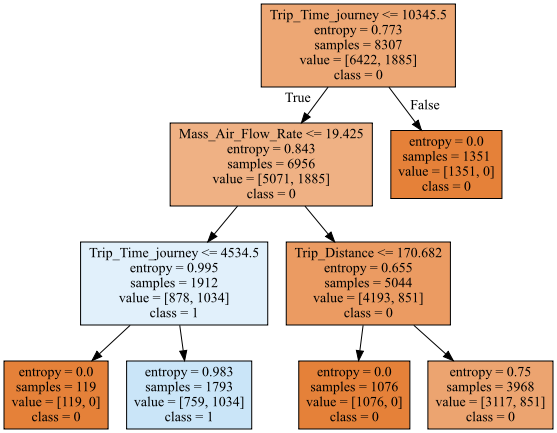 Trip_Time_journey <= 10345.5
entropy = 0.773
samples = 8307
value = [6422, 1885]
class = 0
True
False
Mass_Air_Flow_Rate <= 19.425
entropy = 0.843
samples = 6956
value = [5071, 1885]
class = 0
entropy = 0.0
samples = 1351
value = [1351, 0]
class = 0
Trip_Time_journey <= 4534.5
entropy = 0.995
samples = 1912
value = [878, 1034]
class = 1
Trip_Distance <= 170.682
entropy = 0.655
samples = 5044
value = [4193, 851]
class = 0
entropy = 0.0
samples = 119
value = [119, 0]
class = 0
entropy = 0.983
samples = 1793
value = [759, 1034]
class = 1
entropy = 0.0
samples = 1076
value = [1076, 0]
class = 0
entropy = 0.75
samples = 3968
value = [3117, 851]
class = 0